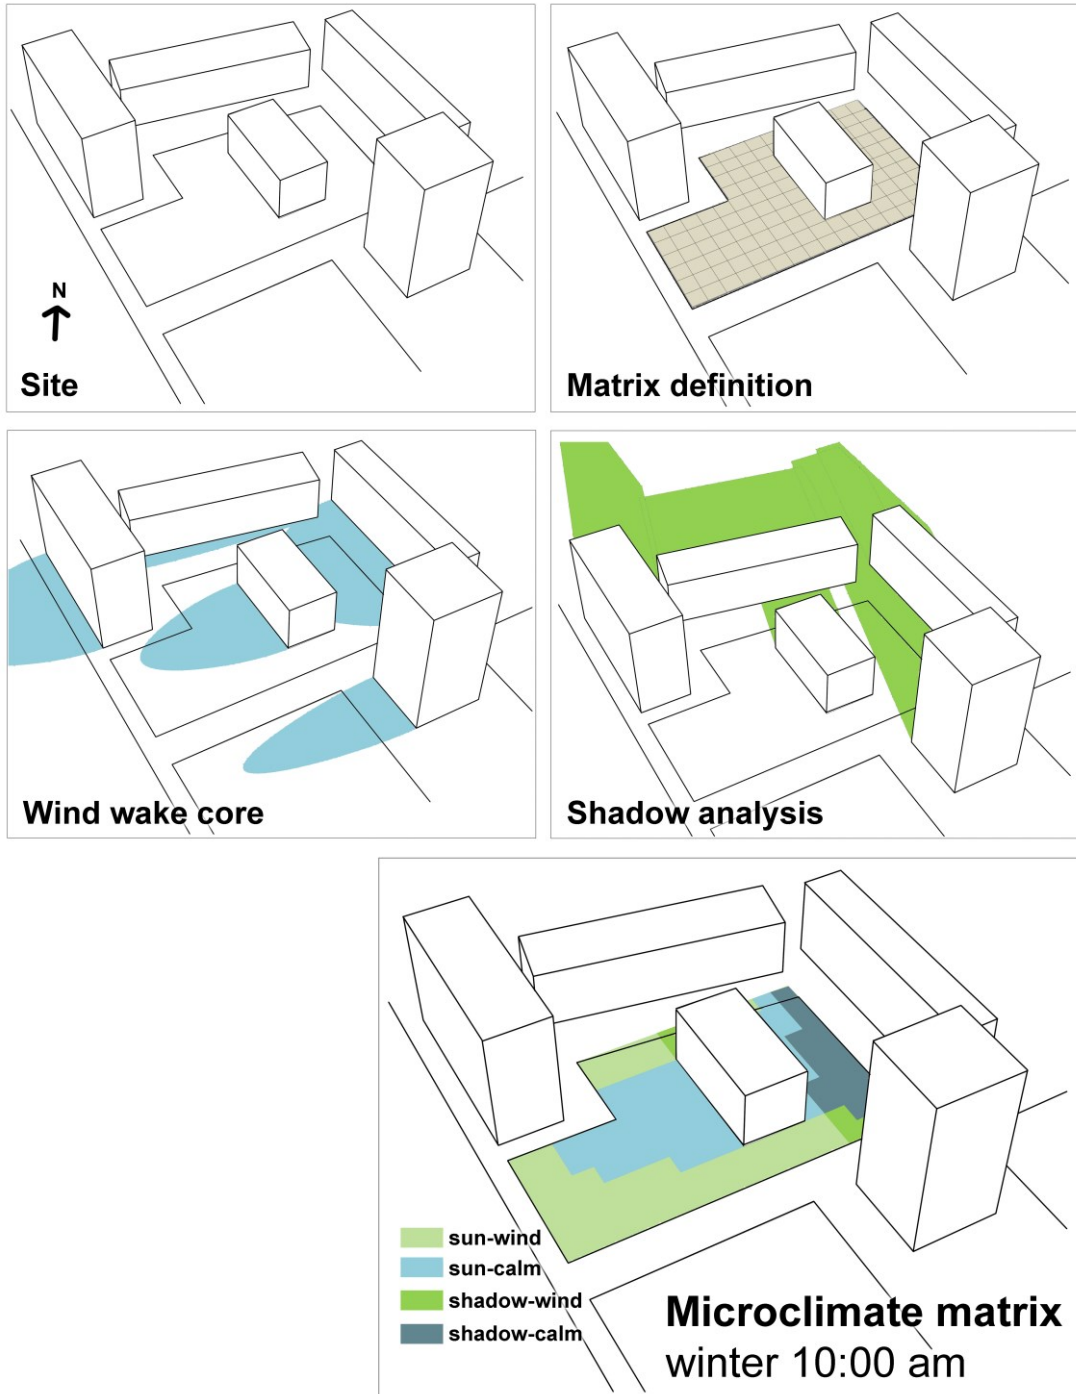 N
Site
Matrix definition
Wind wake core
Shadow analysis
sun-wind
sun-calm
shadow-wind
shadow-calm
Microclimate matrix
winter 10:00 am